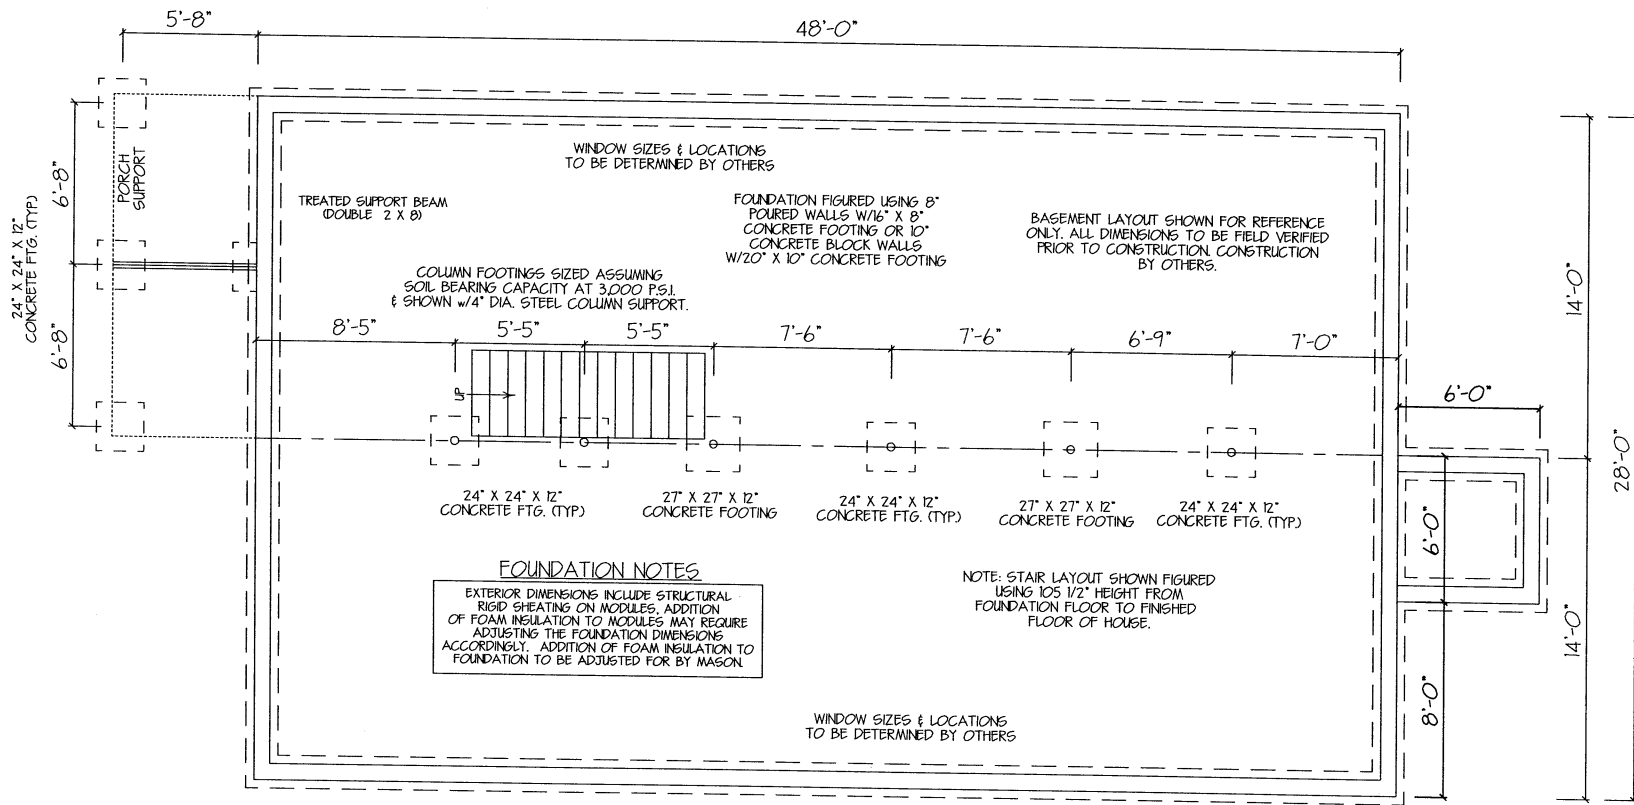 5'-8"
48'-0"
24" X 24" X 12"
CONCRETE FTG. (TYP.)
6'-8"
6'-8"
PORCH
SUPPORT
WINDOW SIZES & LOCATIONS
TO BE DETERMINED BY OTHERS
TREATED SUPPORT BEAM
(DOUBLE 2 X 8)
FOUNDATION FIGURED USING 8"
POURED WALLS W/16" X 8"
CONCRETE FOOTING OR 10"
CONCRETE BLOCK WALLS
W/20" X 10" CONCRETE FOOTING
BASEMENT LAYOUT SHOWN FOR REFERENCE
ONLY. ALL DIMENSIONS TO BE FIELD VERIFIED
PRIOR TO CONSTRUCTION. CONSTRUCTION
BY OTHERS.
COLUMN FOOTINGS SIZED ASSUMING
SOIL BEARING CAPACITY AT 3,000 P.S.I.
& SHOWN w/4" DIA. STEEL COLUMN SUPPORT.
8'-5"
5'-5"
5'-5"
7'-6"
7'-6"
6'-9"
7'-0"
14'-0"
28'-0"
6'-0"
UP
24" X 24" X 12"
CONCRETE FTG. (TYP.)
27" X 27" X 12"
CONCRETE FOOTING
24" X 24" X 12"
CONCRETE FTG. (TYP.)
27" X 27" X 12"
CONCRETE FOOTING
24" X 24" X 12"
CONCRETE FTG. (TYP.)
6'-0"
FOUNDATION NOTES
EXTERIOR DIMENSIONS INCLUDE STRUCTURAL
RIGID SHEATING ON MODULES, ADDITION
OF FOAM INSULATION TO MODULES MAY REQUIRE
ADJUSTING THE FOUNDATION DIMENSIONS
ACCORDINGLY. ADDITION OF FOAM INSULATION TO
FOUNDATION TO BE ADJUSTED FOR BY MASON.
NOTE: STAIR LAYOUT SHOWN FIGURED
USING 105 1/2" HEIGHT FROM
FOUNDATION FLOOR TO FINISHED
FLOOR OF HOUSE.
14'-0"
8'-0"
WINDOW SIZES & LOCATIONS
TO BE DETERMINED BY OTHERS